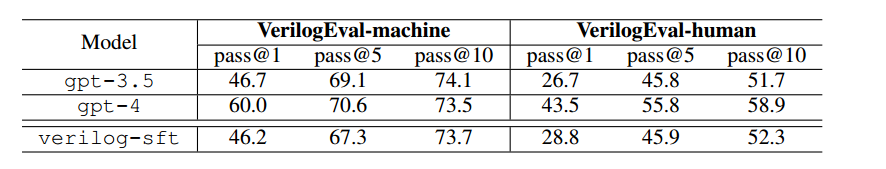 Model VerilogEval-machine VerilogEval-human
pass@1 pass@5 pass@10 pass@1 pass@5 pass@10
gpt-3.5 46.7 69.1 74.1 26.7 45.8 51.7
gpt-4 60.0 70.6 73.5 43.5 55.8 58.9
verilog-sft 46.2 67.3 73.7 28.8 45.9 52.3